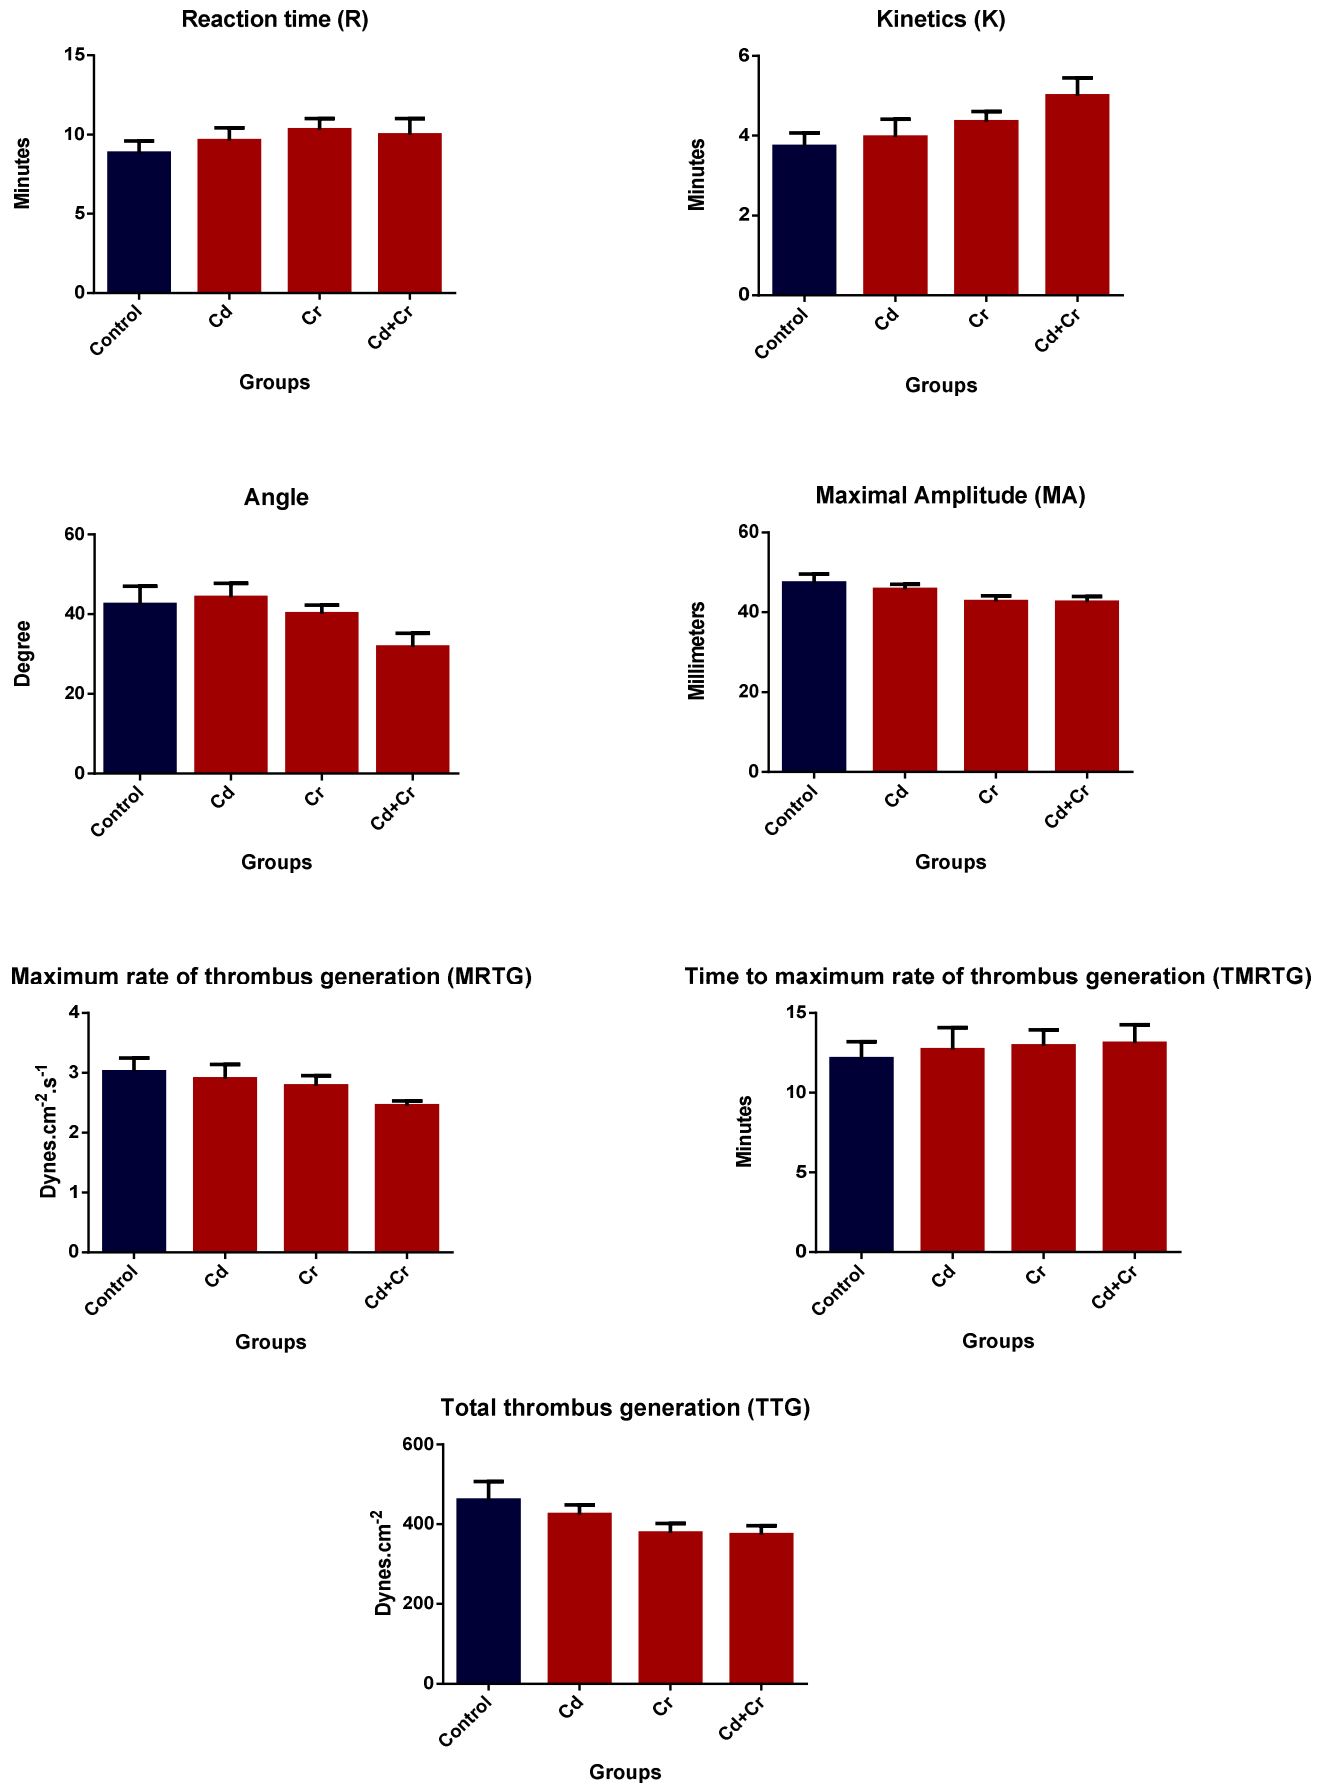 Reaction time (R)
Minutes
15
10
5
0
Control
Cd
Cr
Cd+Cr
Groups
Kinetics (K)
Minutes
6
4
2
0
Control
Cd
Cr
Cd+Cr
Groups
Angle
Degree
60
40
20
0
Control
Cd
Cr
Cd+Cr
Groups
Maximal Amplitude (MA)
Millimeters
60
40
20
0
Control
Cd
Cr
Cd+Cr
Groups
Maximum rate of thrombus generation (MRTG)
Dynes.cm⁻².s⁻¹
4
3
2
1
0
Control
Cd
Cr
Cd+Cr
Groups
Time to maximum rate of thrombus generation (TMRTG)
Minutes
15
10
5
0
Control
Cd
Cr
Cd+Cr
Groups
Total thrombus generation (TTG)
Dynes.cm⁻²
600
400
200
0
Control
Cd
Cr
Cd+Cr
Groups